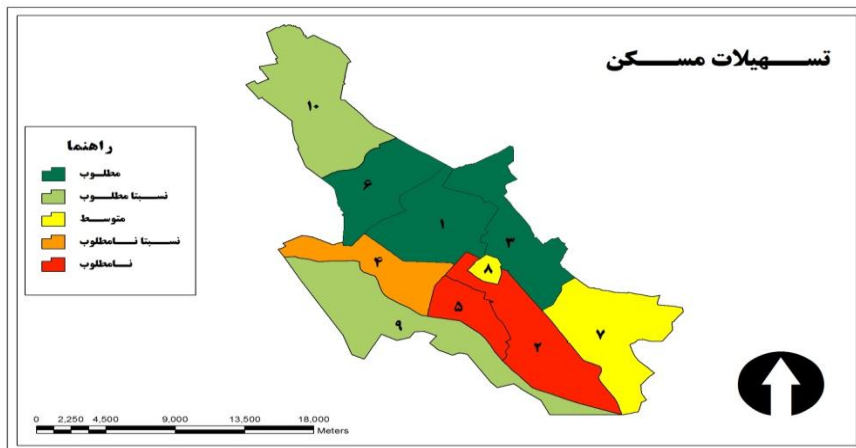 تسهیلات مسکن
راهنما
مطلوب
نسبتا مطلوب
متوسط
نسبتا نامطلوب
نامطلوب
۱۰
۶
۱
۳
۸
۴
۵
۷
۲
۹
0 2,250 4,500 9,000 13,500 18,000
Meters